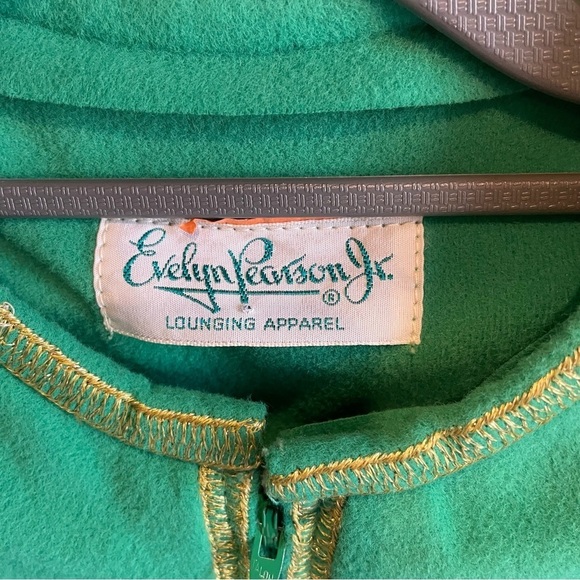 Evelyn Pearson Jr.
®
LOUNGING APPAREL